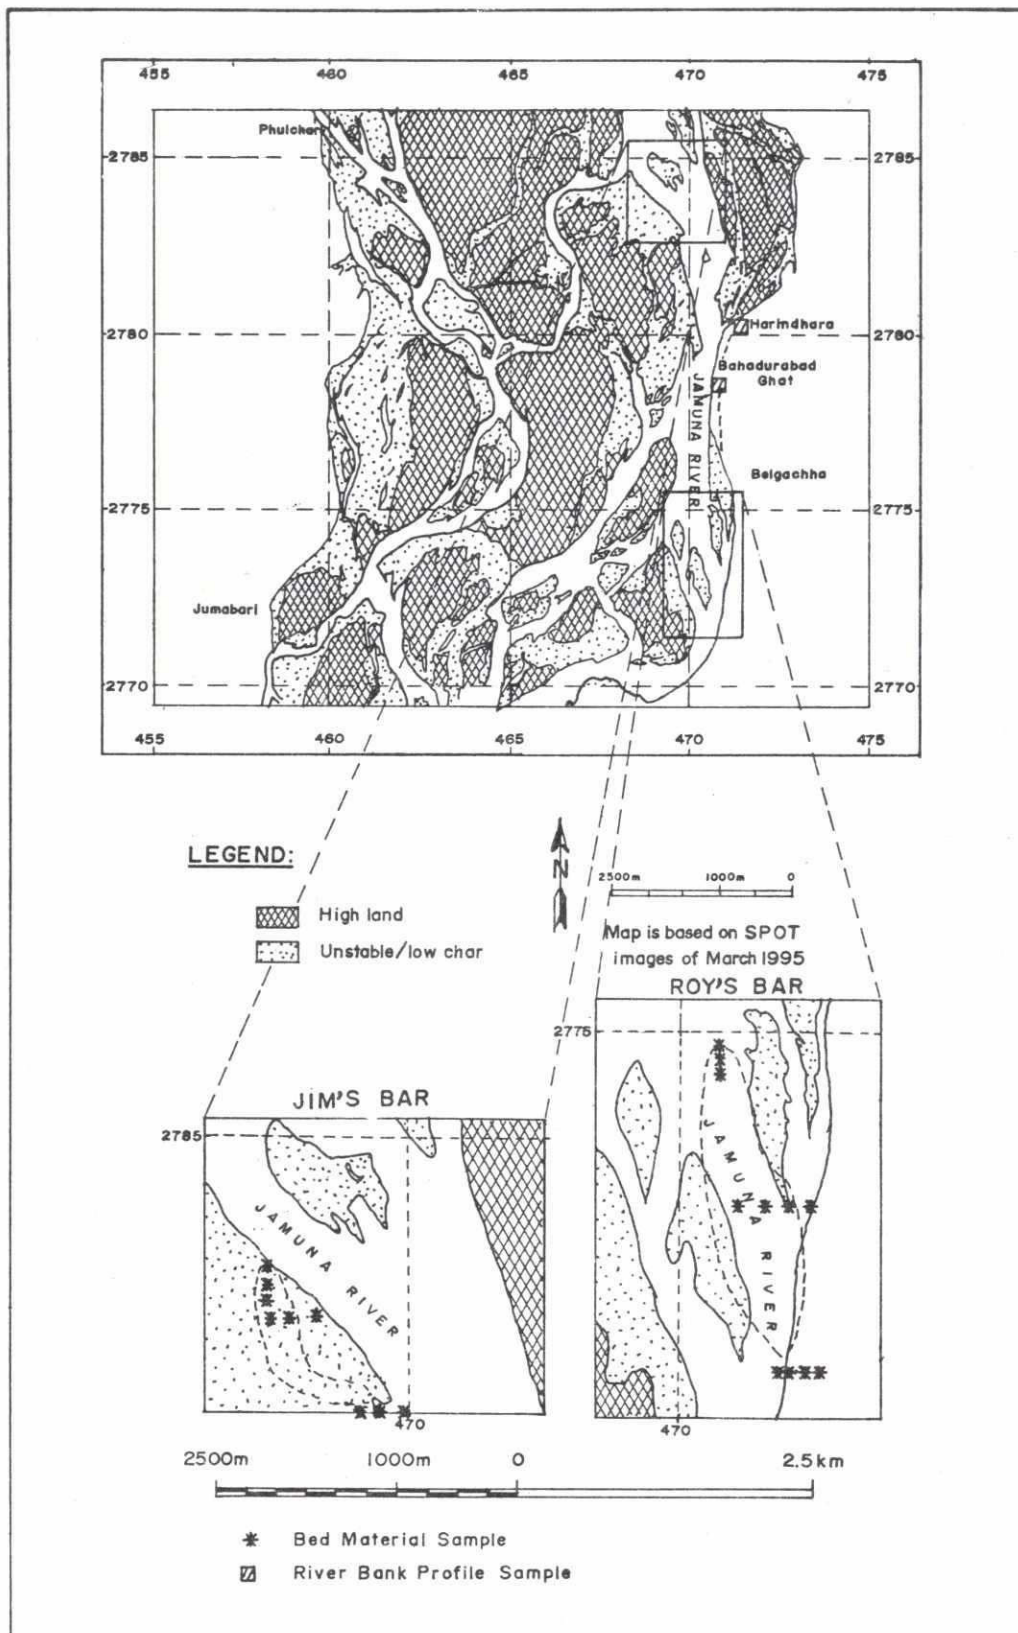 455 460 465 470 475
Phulchari
2785 2785
2780 2780
Harindhara
Bahadurabad
Ghat
JAMUNA RIVER
Belgachha
2775 2775
Jumabari
2770 2770
455 460 465 470 475
LEGEND:
High land
Unstable/low char
N
2500m 1000m 0
Map is based on SPOT
images of March 1995
ROY'S BAR
2775
JAMUNA RIVER
470
JIM'S BAR
2785
JAMUNA RIVER
470
2500m 1000m 0 2.5km
Bed Material Sample
River Bank Profile Sample